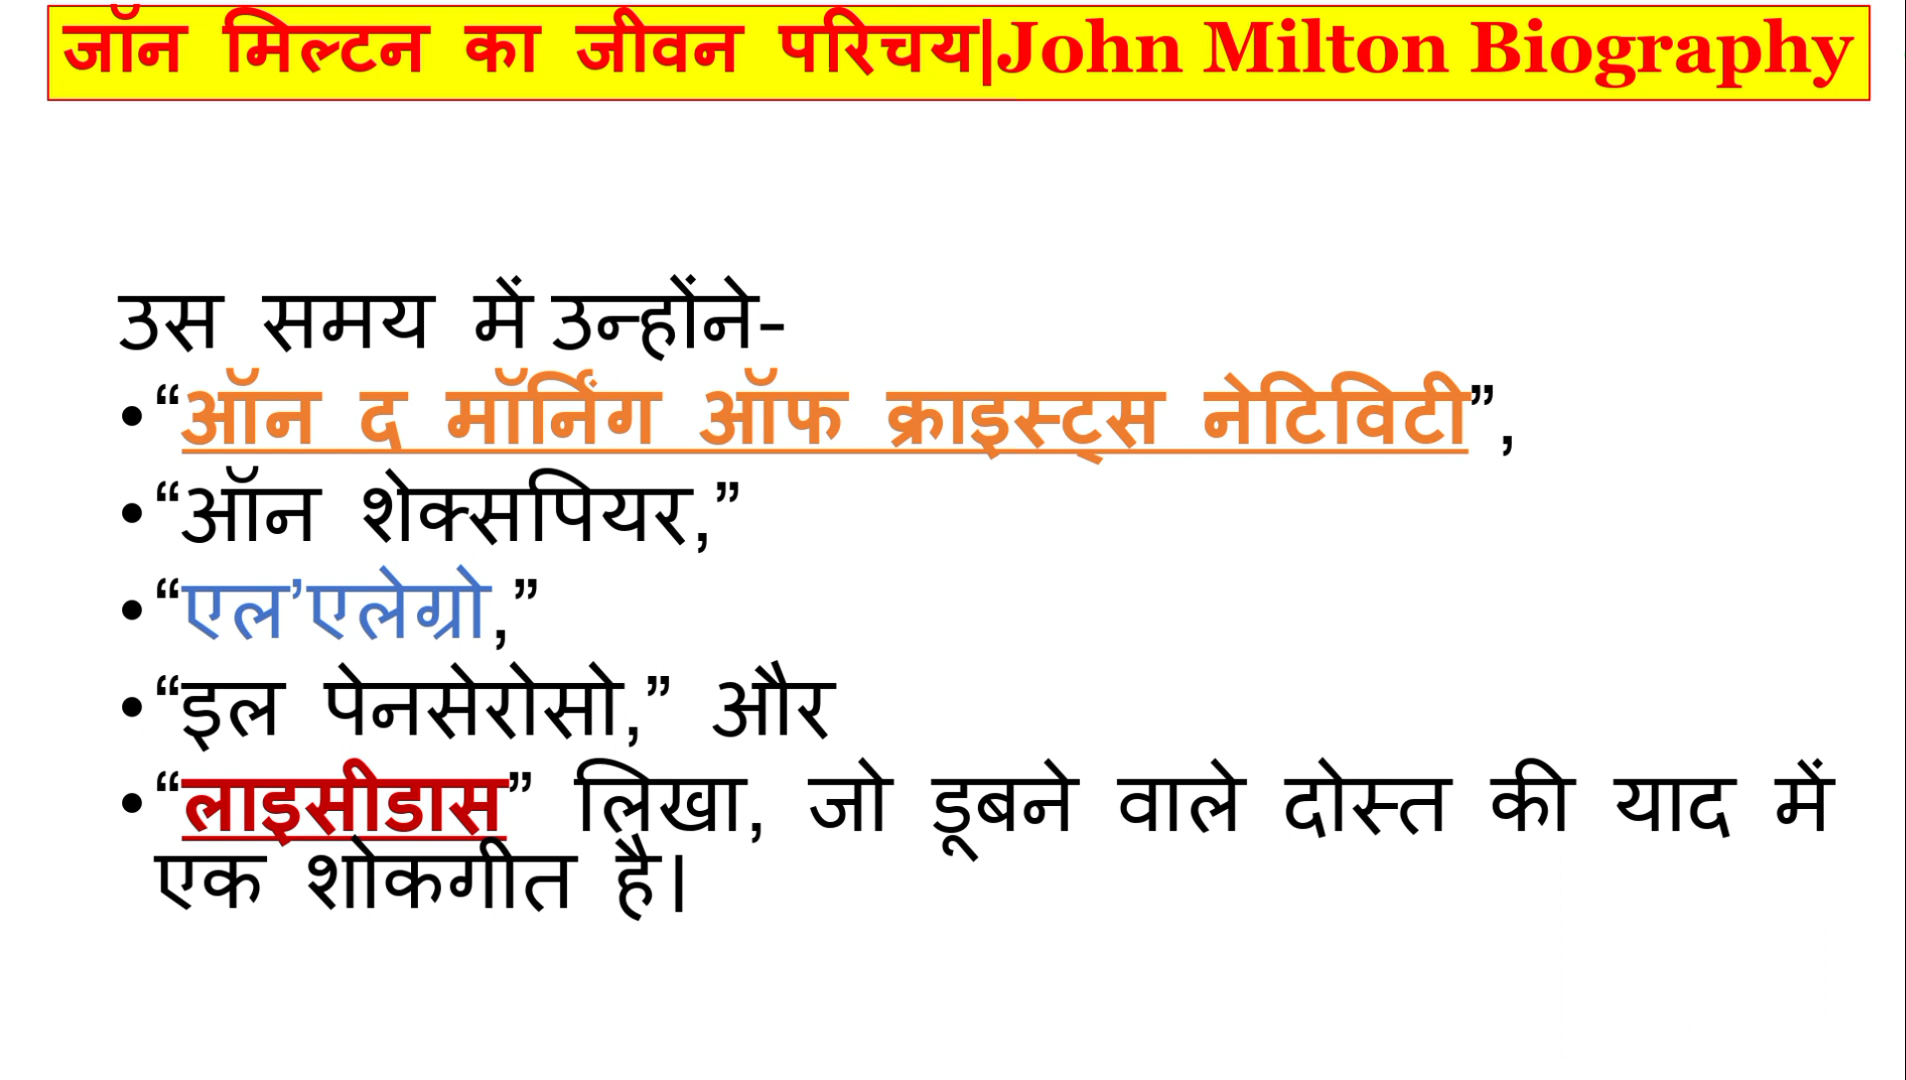 जॉन मिल्टन का जीवन परिचय|John Milton Biography
उस समय में उन्होंने-
•“ऑन द मॉर्निंग ऑफ क्राइस्ट्स नेटिविटी”,
•“ऑन शेक्सपियर,”
•“एल’एलेग्रो,”
•“इल पेनसेरोसो,” और
•“लाइसीडास” लिखा, जो डूबने वाले दोस्त की याद में
एक शोकगीत है।